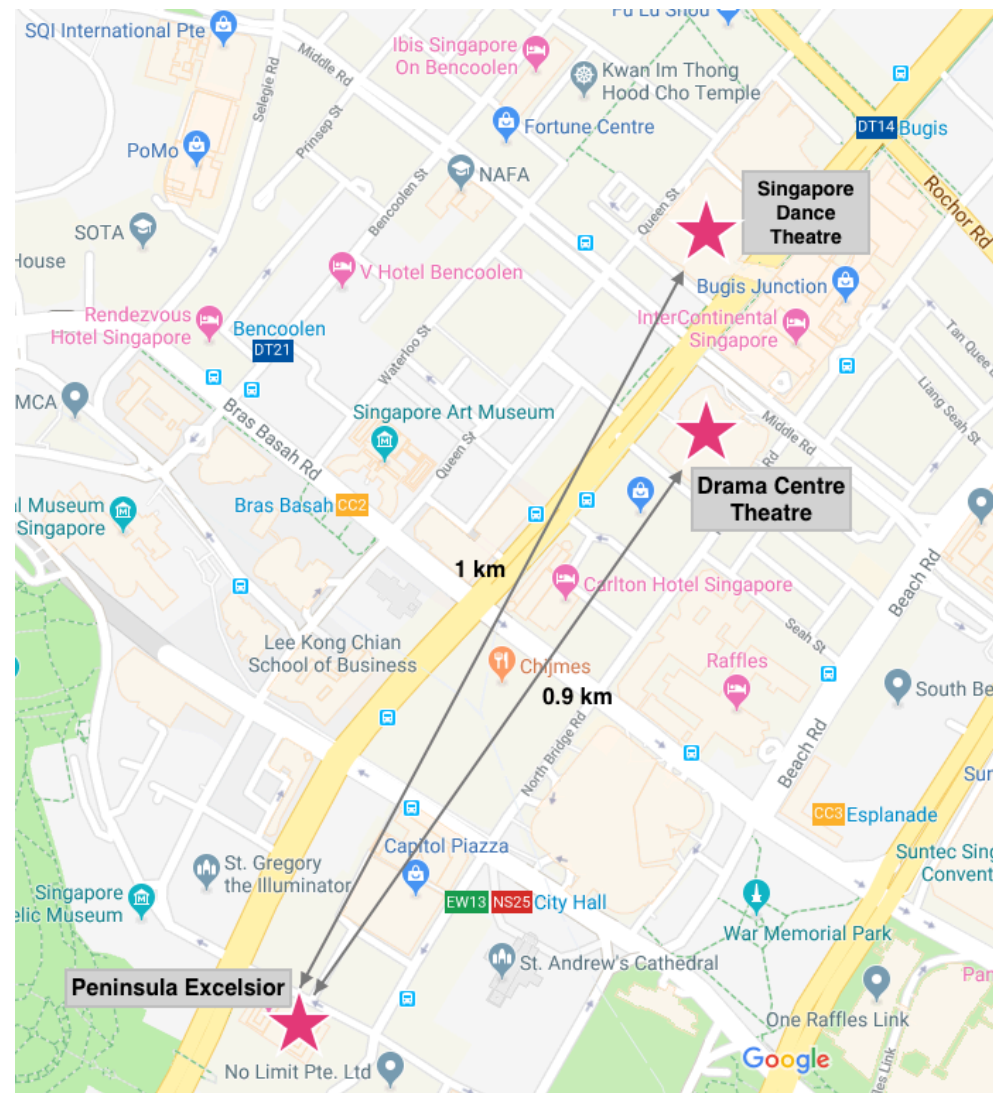 Fu Lu Shou
SQI International Pte
Ibis Singapore
On Bencoolen
Middle Rd
Selegie Rd
Kwan Im Thong
Hood Cho Temple
Prinsep St
Fortune Centre
DT14 Bugis
PoMo
NAFA
Bencoolen St
Queen St
Singapore
Dance
Theatre
Rochor Rd
SOTA
House
V Hotel Bencoolen
Bugis Junction
Rendezvous
Hotel Singapore
Bencoolen
DT21
InterContinental
Singapore
Waterloo St
Tan Quee
Liang Seah St
MCA
Bras Basah Rd
Singapore Art Museum
Middle Rd
Queen St
Rd
Drama Centre
Theatre
l Museum
Singapore
Bras Basah CC2
1 km
Carlton Hotel Singapore
Beach Rd
Lee Kong Chian
School of Business
Seah St
Chijmes
Raffles
0.9 km
South Be
North Bridge Rd
Beach Rd
Sur
CC3 Esplanade
Capitol Piazza
Suntec Sing
Convent
St. Gregory
the Illuminator
Singapore
elic Museum
EW13 NS25 City Hall
War Memorial Park
St. Andrew's Cathedral
Pan
Peninsula Excelsior
One Raffles Link
No Limit Pte. Ltd
Google
les Link